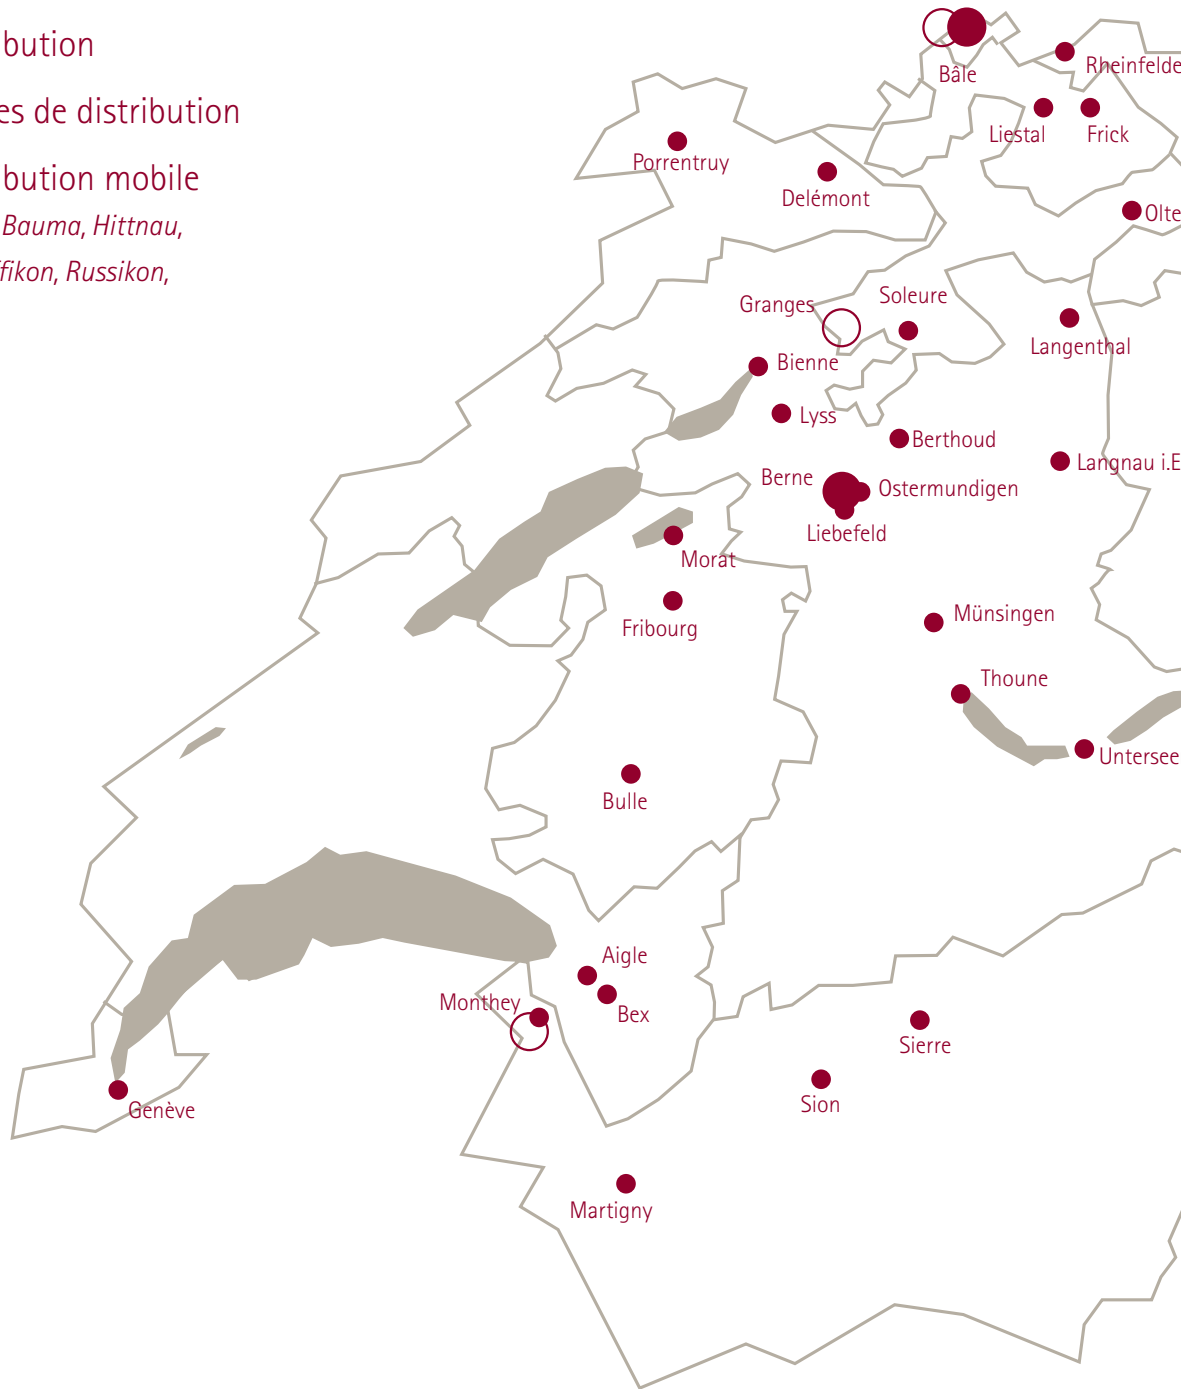 bution
es de distribution
bution mobile
Bauma, Hittnau,
ffikon, Russikon,
Bâle
Rheinfelde
Liestal
Frick
Porrentruy
Delémont
Olte
Granges
Soleure
Langenthal
Bienne
Lyss
Berthoud
Langnau i.E
Berne
Ostermundigen
Liebefeld
Morat
Fribourg
Münsingen
Thoune
Untersee
Bulle
Aigle
Bex
Monthey
Sierre
Sion
Genève
Martigny